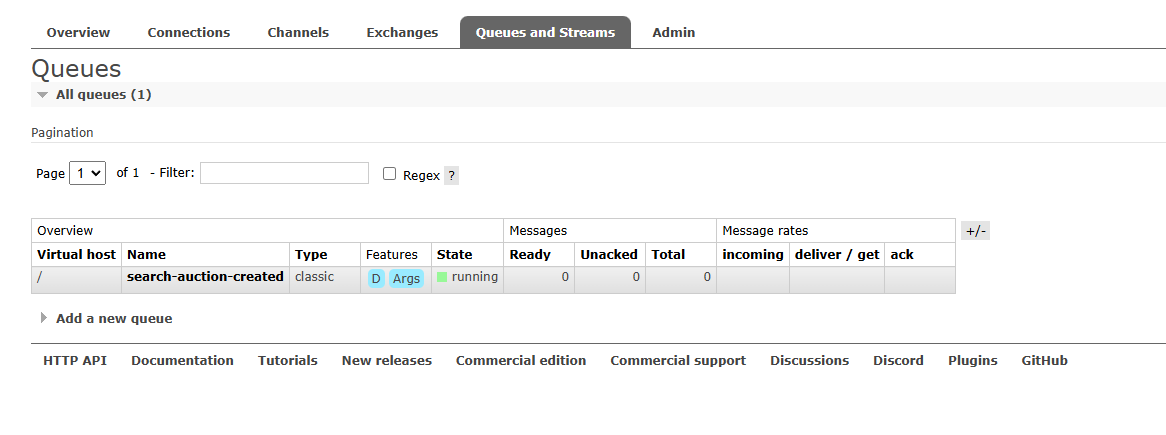 Overview Connections Channels Exchanges Queues and Streams Admin
Queues
All queues (1)
Pagination
Page 1 of 1 - Filter: Regex ?
Overview Messages Message rates +/-
Virtual host Name Type Features State Ready Unacked Total incoming deliver / get ack
/ search-auction-created classic D Args running 0 0 0
Add a new queue
HTTP API Documentation Tutorials New releases Commercial edition Commercial support Discussions Discord Plugins GitHub